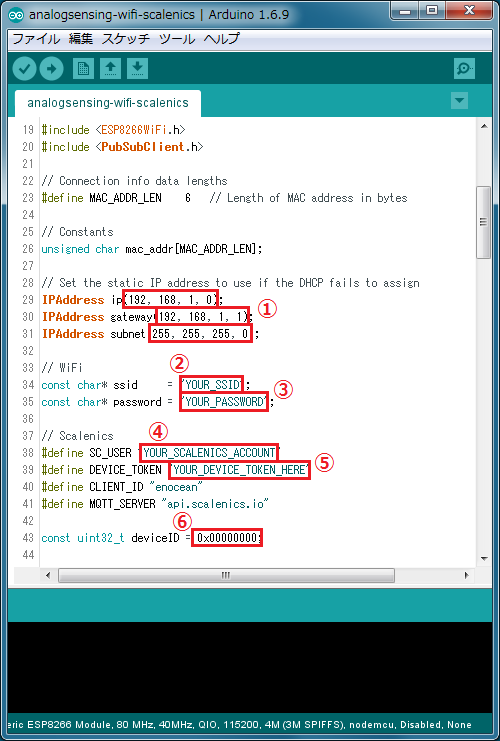 analogsensing-wifi-scalenics | Arduino 1.6.9
ファイル 編集 スケッチ ツール ヘルプ
analogsensing-wifi-scalenics
19 #include <ESP8266WiFi.h>
20 #include <PubSubClient.h>
21
22 // Connection info data lengths
23 #define MAC_ADDR_LEN    6   // Length of MAC address in bytes
24
25 // Constants
26 unsigned char mac_addr[MAC_ADDR_LEN];
27
28 // Set the static IP address to use if the DHCP fails to assign
29 IPAddress ip(192, 168, 1, 0);
30 IPAddress gateway(192, 168, 1, 1); ①
31 IPAddress subnet(255, 255, 255, 0);
32
33 // WiFi ②
34 const char* ssid     = "YOUR_SSID";
35 const char* password = "YOUR_PASSWORD"; ③
36
37 // Scalenics ④
38 #define SC_USER "YOUR_SCALENICS_ACCOUNT"
39 #define DEVICE_TOKEN "YOUR_DEVICE_TOKEN_HERE" ⑤
40 #define CLIENT_ID "enocean"
41 #define MQTT_SERVER "api.scalenics.io"
42 ⑥
43 const uint32_t deviceID = 0x00000000;
44
eric ESP8266 Module, 80 MHz, 40MHz, QIO, 115200, 4M (3M SPIFFS), nodemcu, Disabled, None